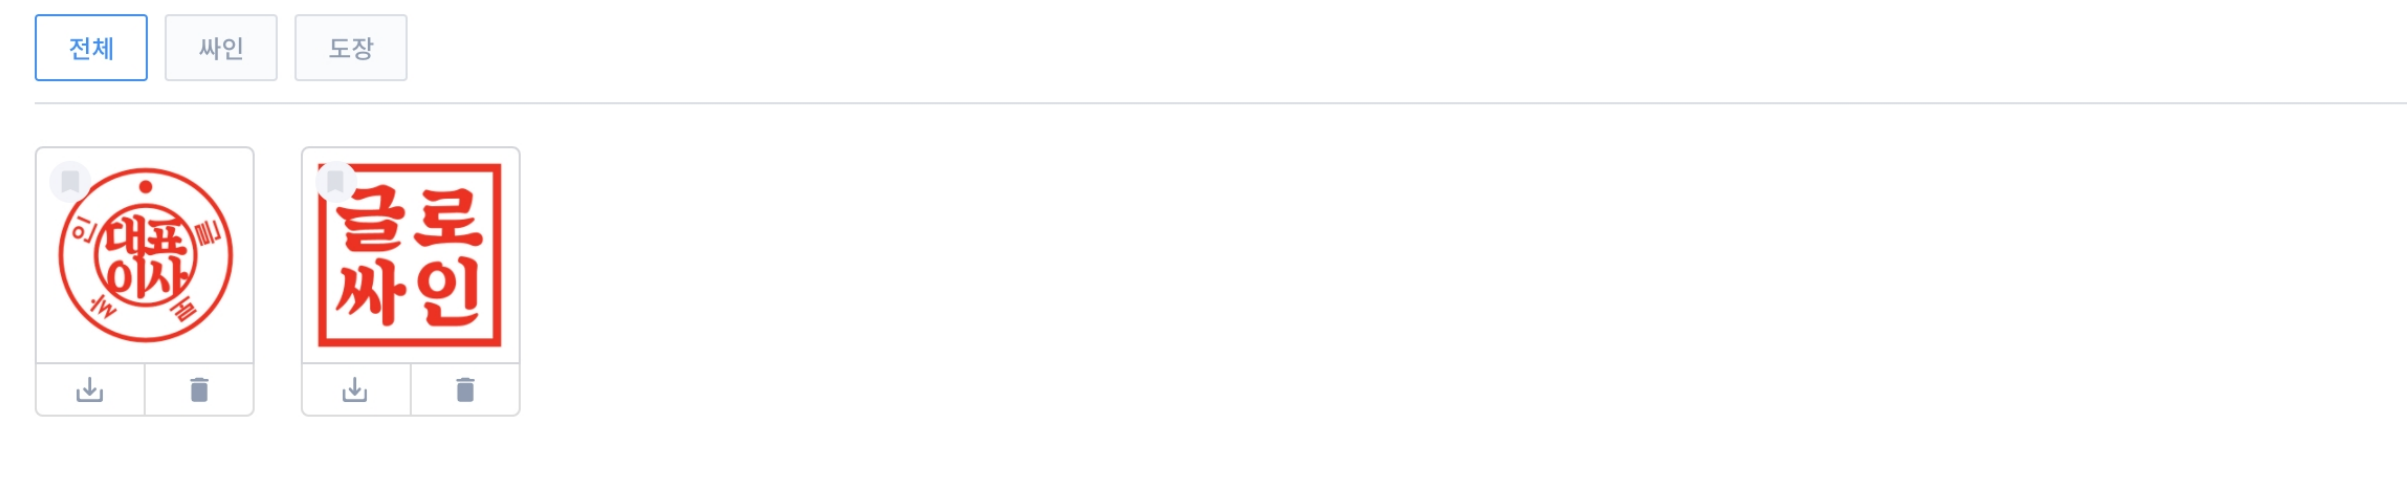 전체 싸인 도장
대표
이사
글로
싸인